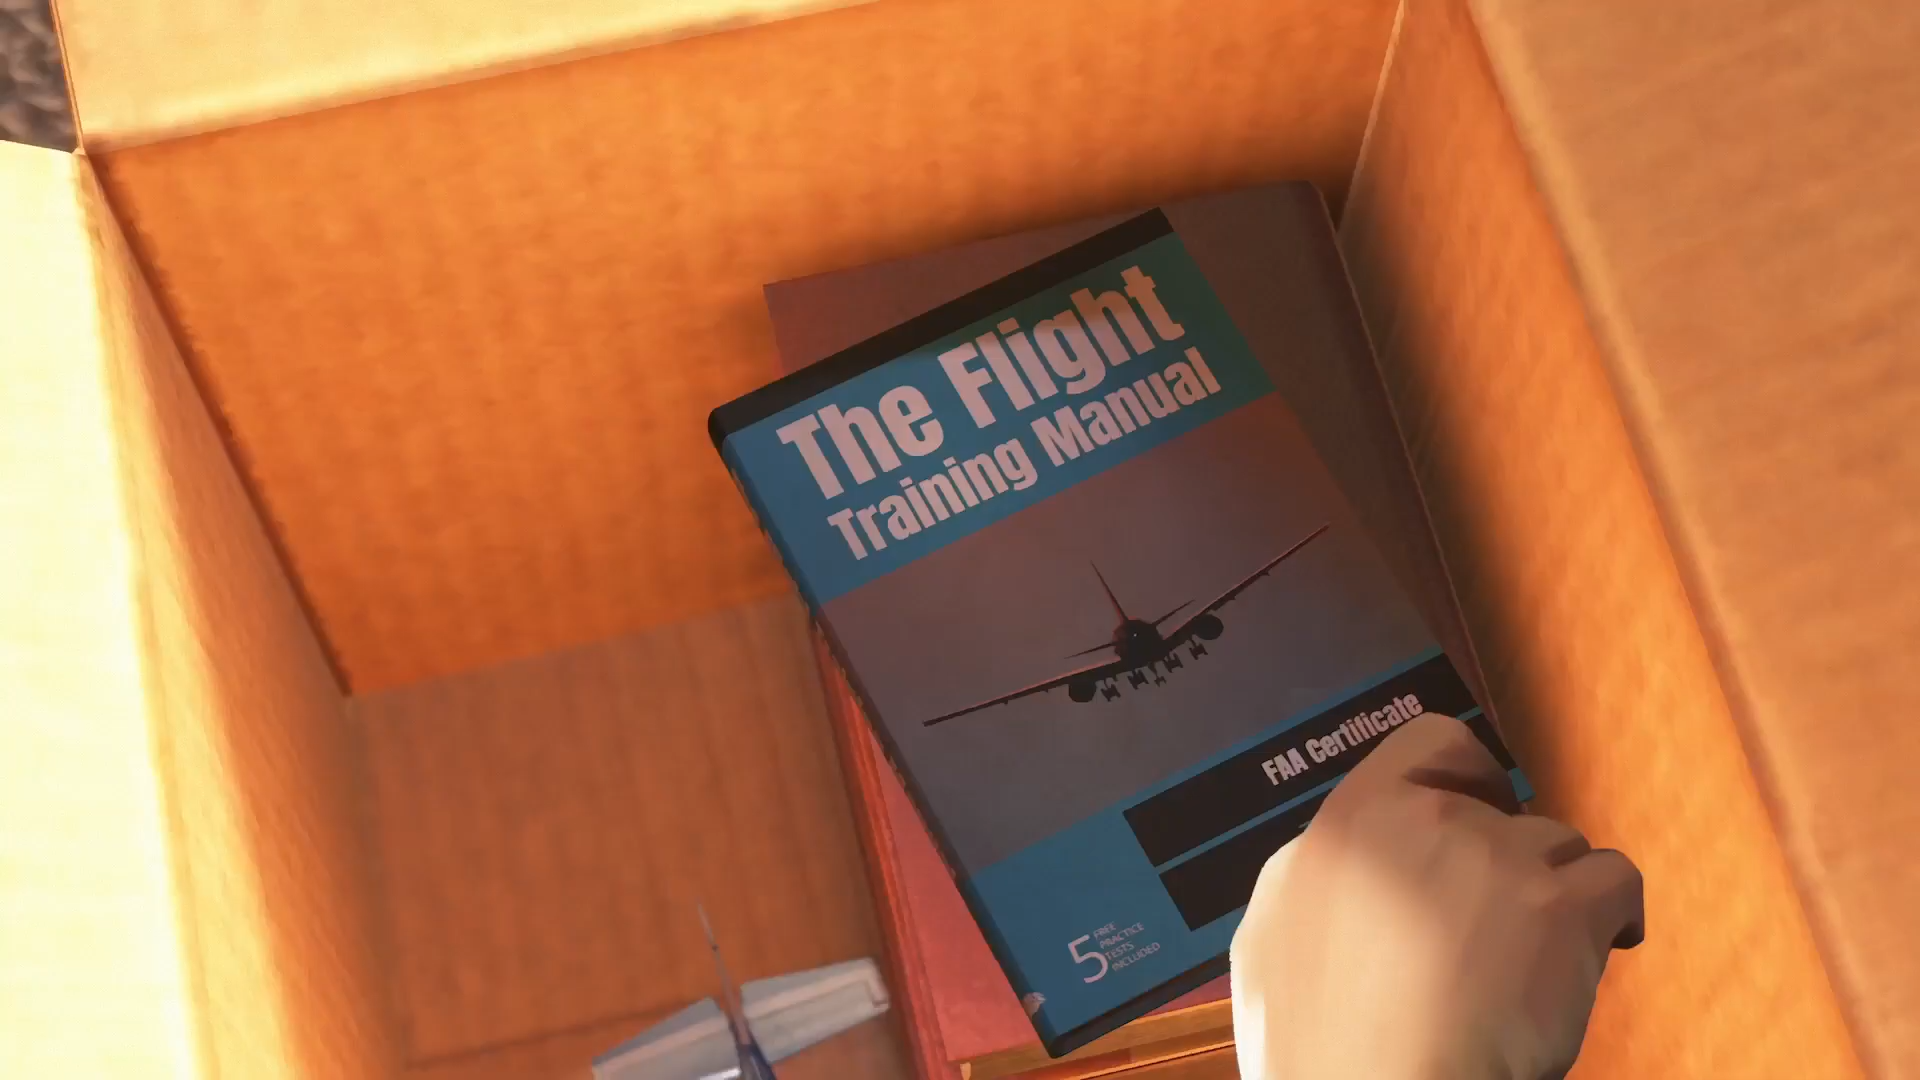 The Flight
Training Manual
FAA Certificate
5 FREE
PRACTICE
TESTS
INCLUDED